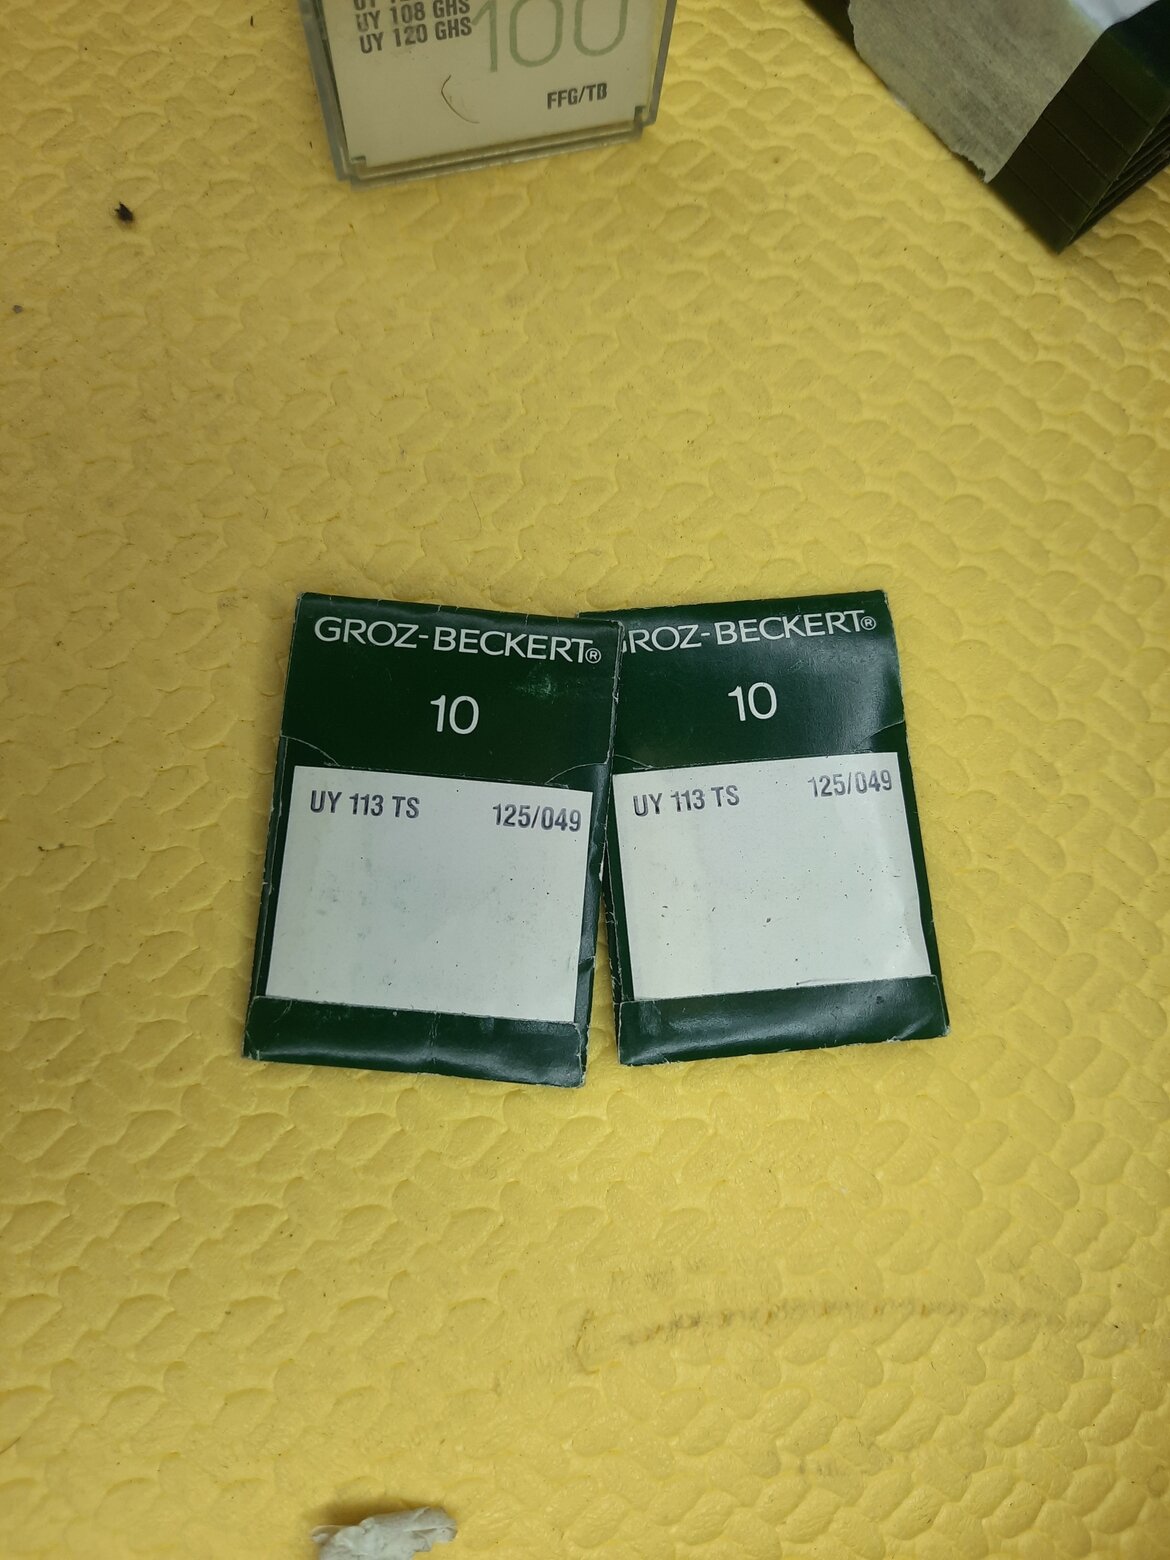 UY 108 GHS
UY 120 GHS
100
FFG/TB
GROZ-BECKERT®
10
UY 113 TS 125/049
ROZ-BECKERT®
10
UY 113 TS 125/049